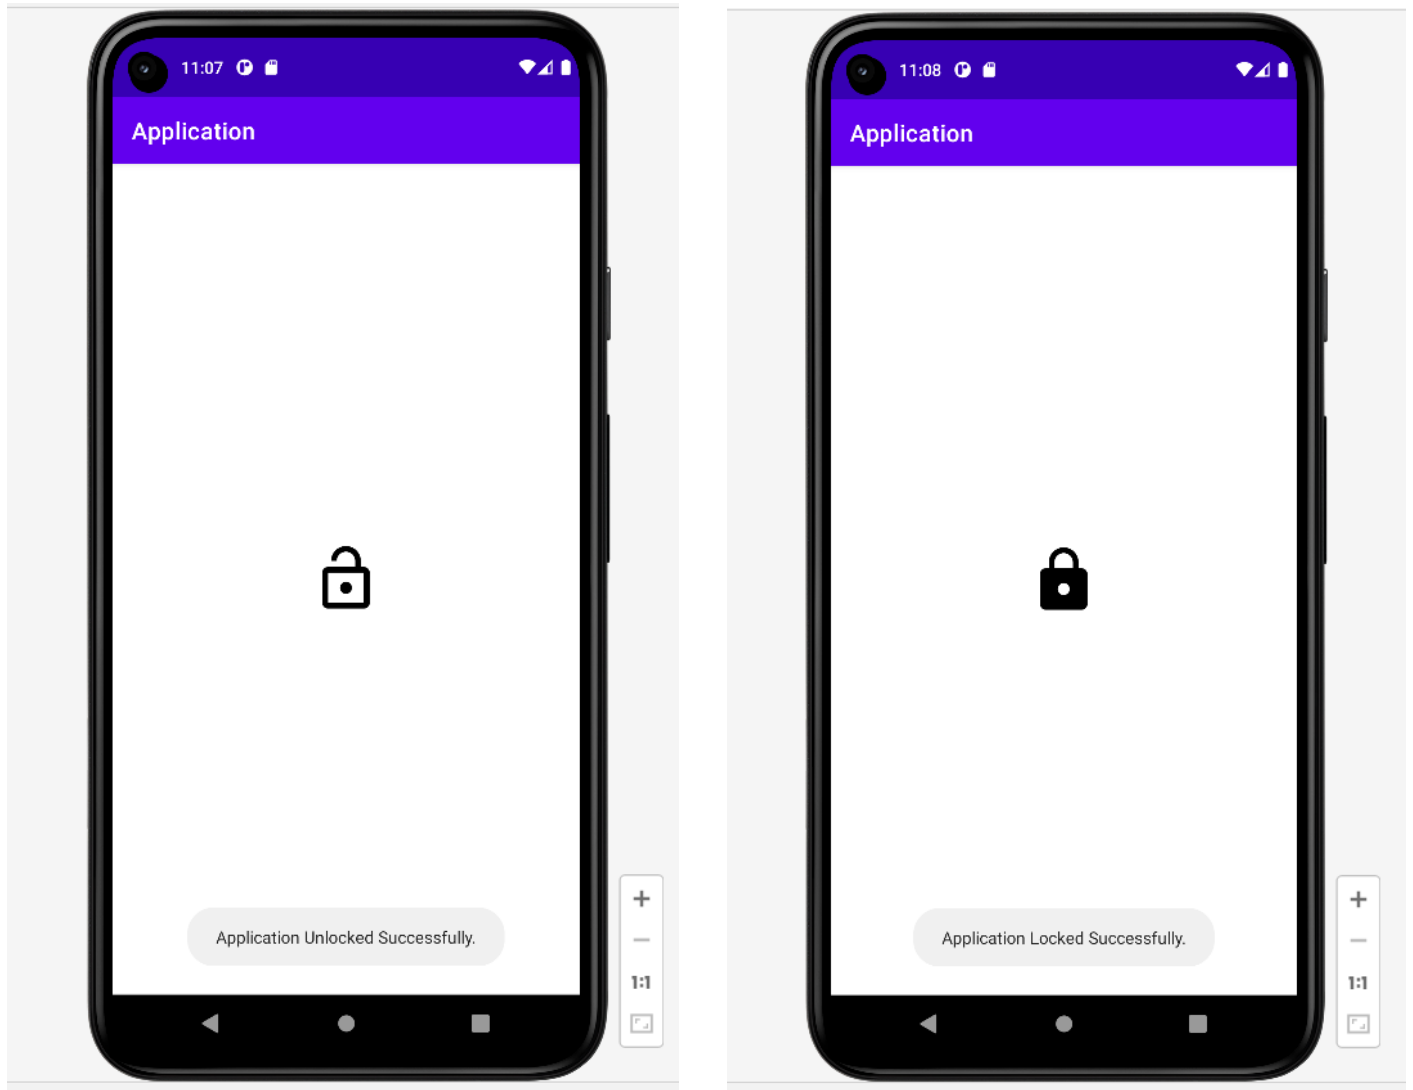 11:07
Application
Application Unlocked Successfully.
1:1
11:08
Application
Application Locked Successfully.
1:1